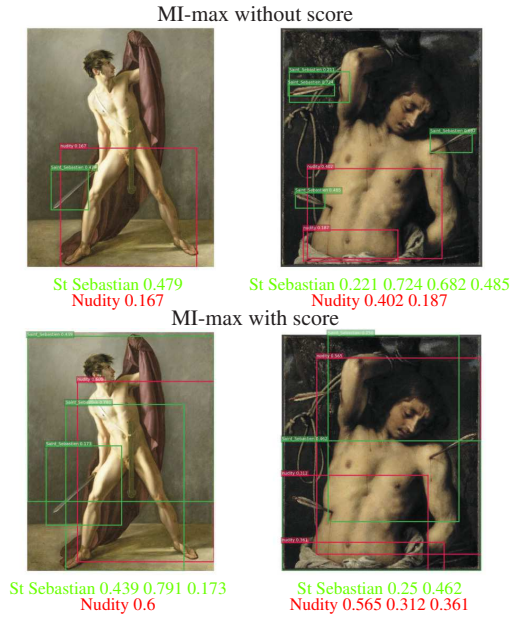 MI-max without score
St Sebastian 0.479
Nudity 0.167
St Sebastian 0.221 0.724 0.682 0.485
Nudity 0.402 0.187
MI-max with score
St Sebastian 0.439 0.791 0.173
Nudity 0.6
St Sebastian 0.25 0.462
Nudity 0.565 0.312 0.361